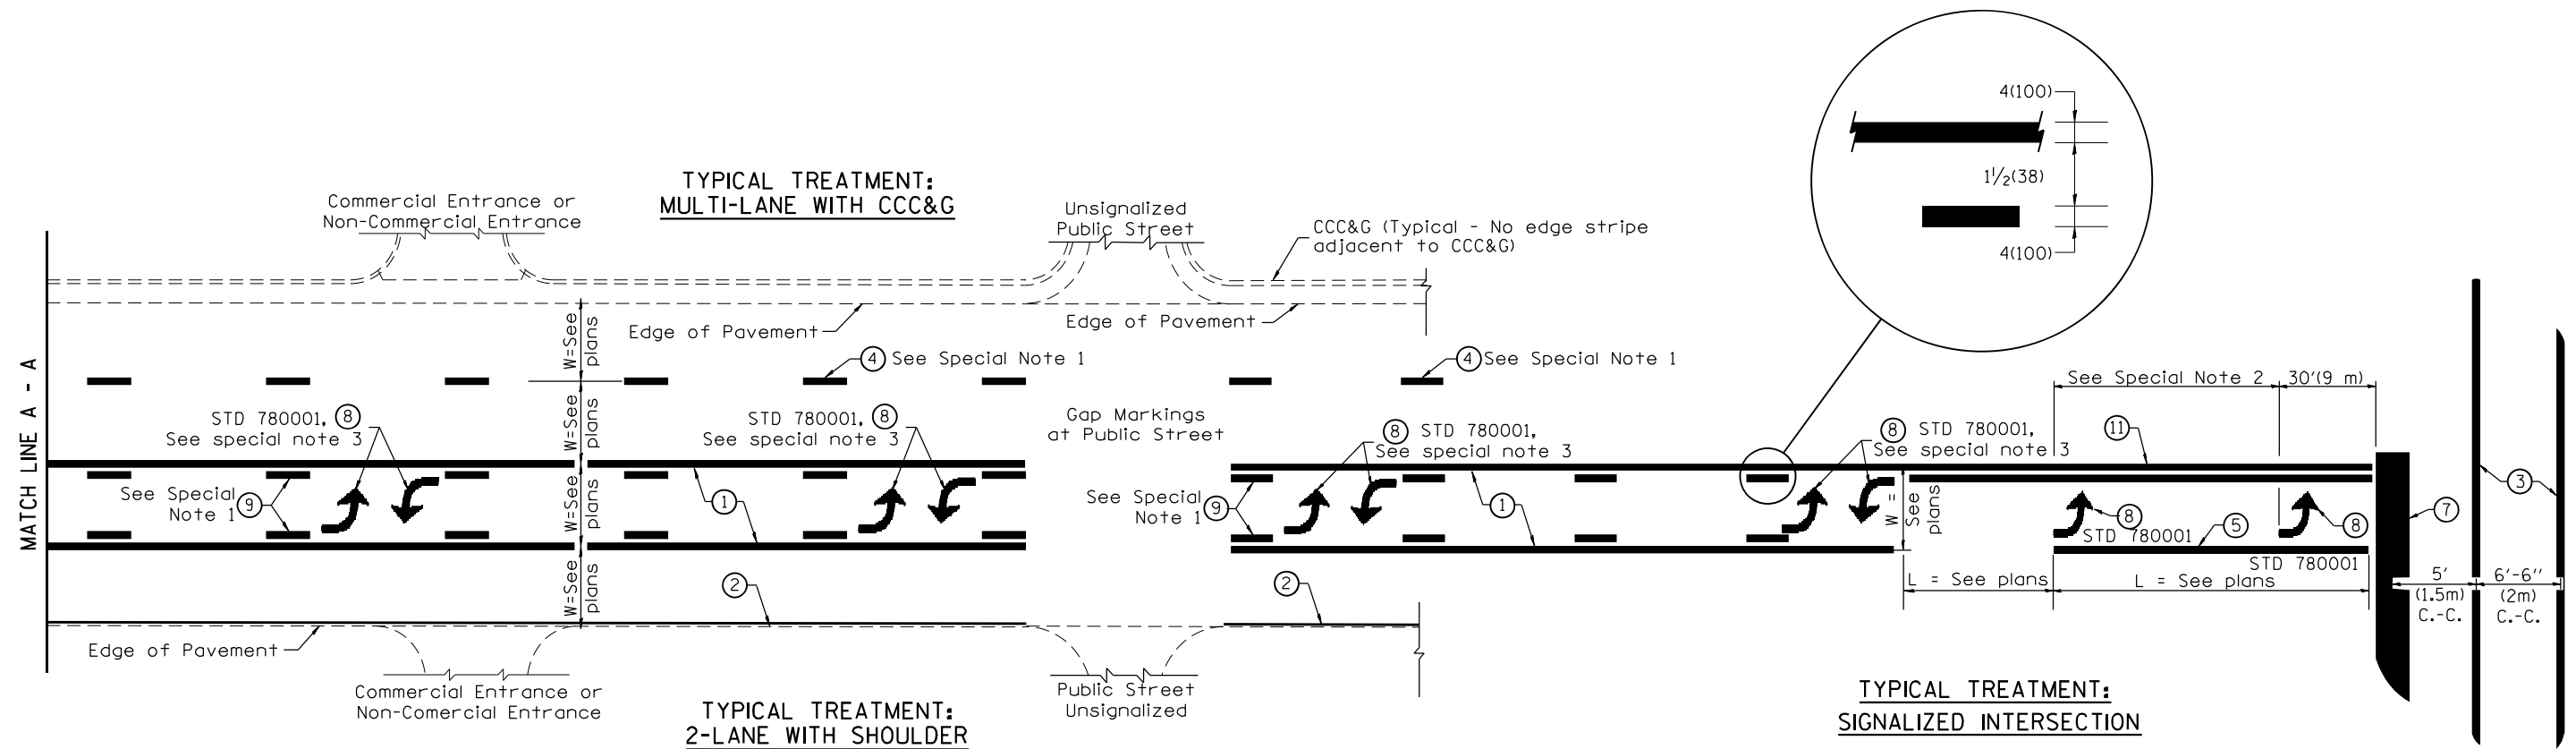 TYPICAL TREATMENT:
MULTI-LANE WITH CCC&G
Commercial Entrance or
Non-Commercial Entrance
Unsignalized
Public Street
CCC&G (Typical - No edge stripe
adjacent to CCC&G)
4(100)
1½(38)
4(100)
Edge of Pavement
Edge of Pavement
W=See
plans
4 See Special Note 1
4 See Special Note 1
MATCH LINE A - A
STD 780001, 8
See special note 3
W=See
plans
STD 780001, 8
See special note 3
Gap Markings
at Public Street
8 STD 780001,
See special note 3
8 STD 780001,
See special note 3
See Special Note 2
30'(9 m)
11
3
See Special
Note 1
9
W=See
plans
1
See Special
Note 1
9
1
W =
See
plans
8
STD 780001
5
8
STD 780001
7
W=See
plans
2
2
L = See plans
L = See plans
5'
(1.5m)
C.-C.
6'-6''
(2m)
C.-C.
Edge of Pavement
Commercial Entrance or
Non-Comercial Entrance
Public Street
Unsignalized
TYPICAL TREATMENT:
2-LANE WITH SHOULDER
TYPICAL TREATMENT:
SIGNALIZED INTERSECTION